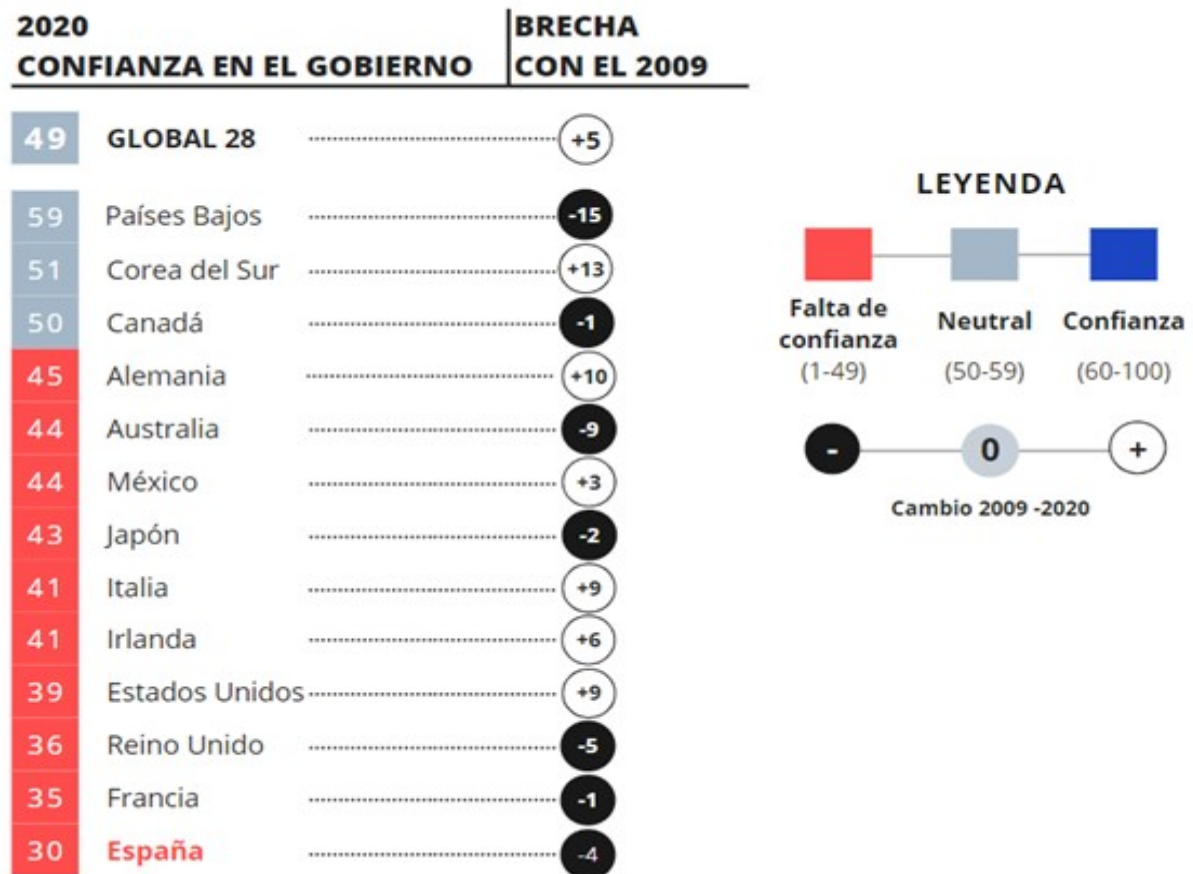 2020
CONFIANZA EN EL GOBIERNO
BRECHA
CON EL 2009
49 GLOBAL 28 +5
59 Países Bajos -15
51 Corea del Sur +13
50 Canadá -1
45 Alemania +10
44 Australia -9
44 México +3
43 Japón -2
41 Italia +9
41 Irlanda +6
39 Estados Unidos +9
36 Reino Unido -5
35 Francia -1
30 España -4
LEYENDA
Falta de
confianza
(1-49)
Neutral
(50-59)
Confianza
(60-100)
- 0 +
Cambio 2009 -2020